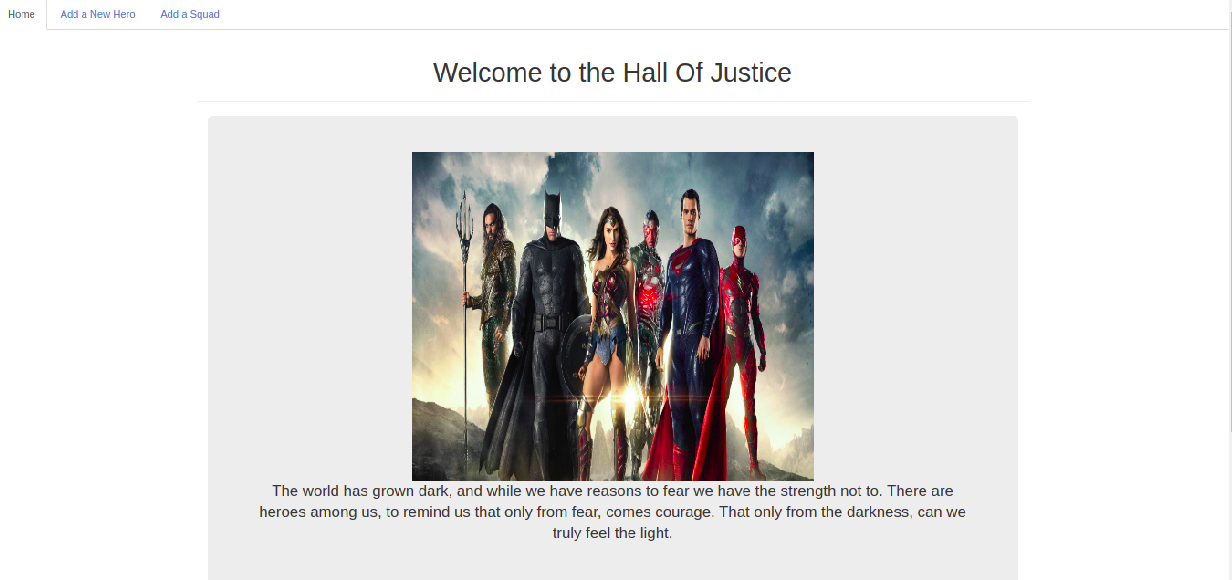 Home Add a New Hero Add a Squad
Welcome to the Hall Of Justice
The world has grown dark, and while we have reasons to fear we have the strength not to. There are
heroes among us, to remind us that only from fear, comes courage. That only from the darkness, can we
truly feel the light.